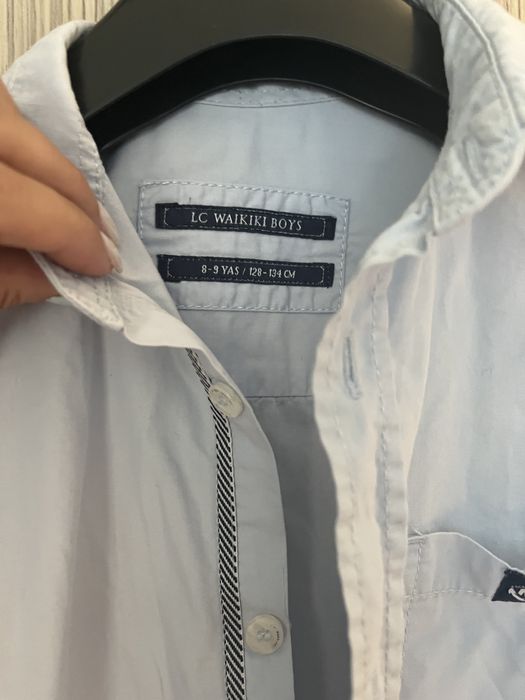 LC WAIKIKI BOYS
8-9 YAS / 128-134 CM